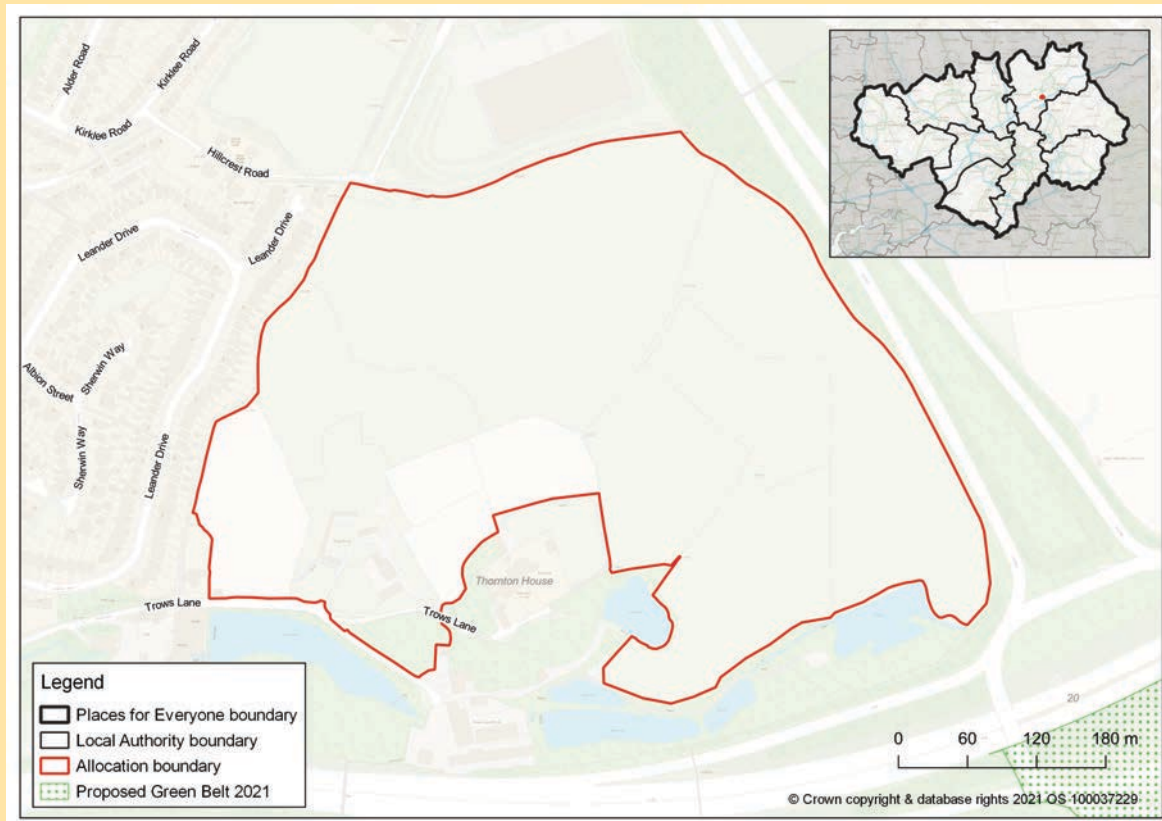 Alder Road
Kirklee Road
Kirklee Road
Hillcrest Road
Leander Drive
Leander Drive
Sherwin Way
Albion Street
Sherwin Way
Leander Drive
Thornton House
Trows Lane
Trows Lane
20
Legend
Places for Everyone boundary
Local Authority boundary
Allocation boundary
Proposed Green Belt 2021
0 60 120 180 m
© Crown copyright & database rights 2021 OS 100037229